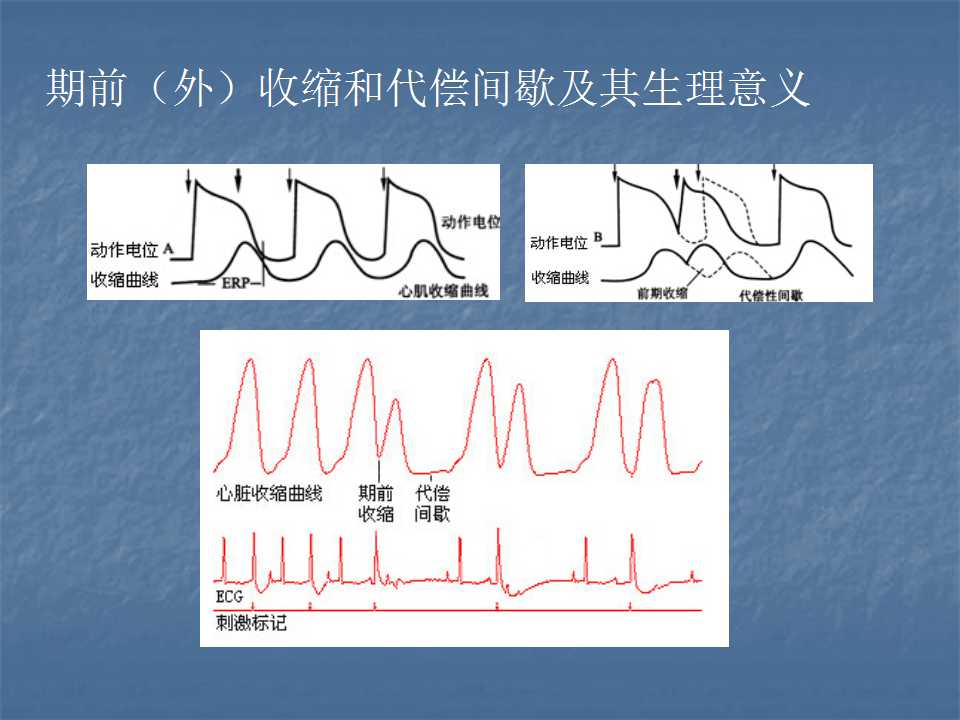 期前（外）收缩和代偿间歇及其生理意义
动作电位 A
动作电位
收缩曲线
ERP
心肌收缩曲线
动作电位 B
收缩曲线
前期收缩
代偿性间歇
心脏收缩曲线
期前
收缩
代偿
间歇
ECG
刺激标记